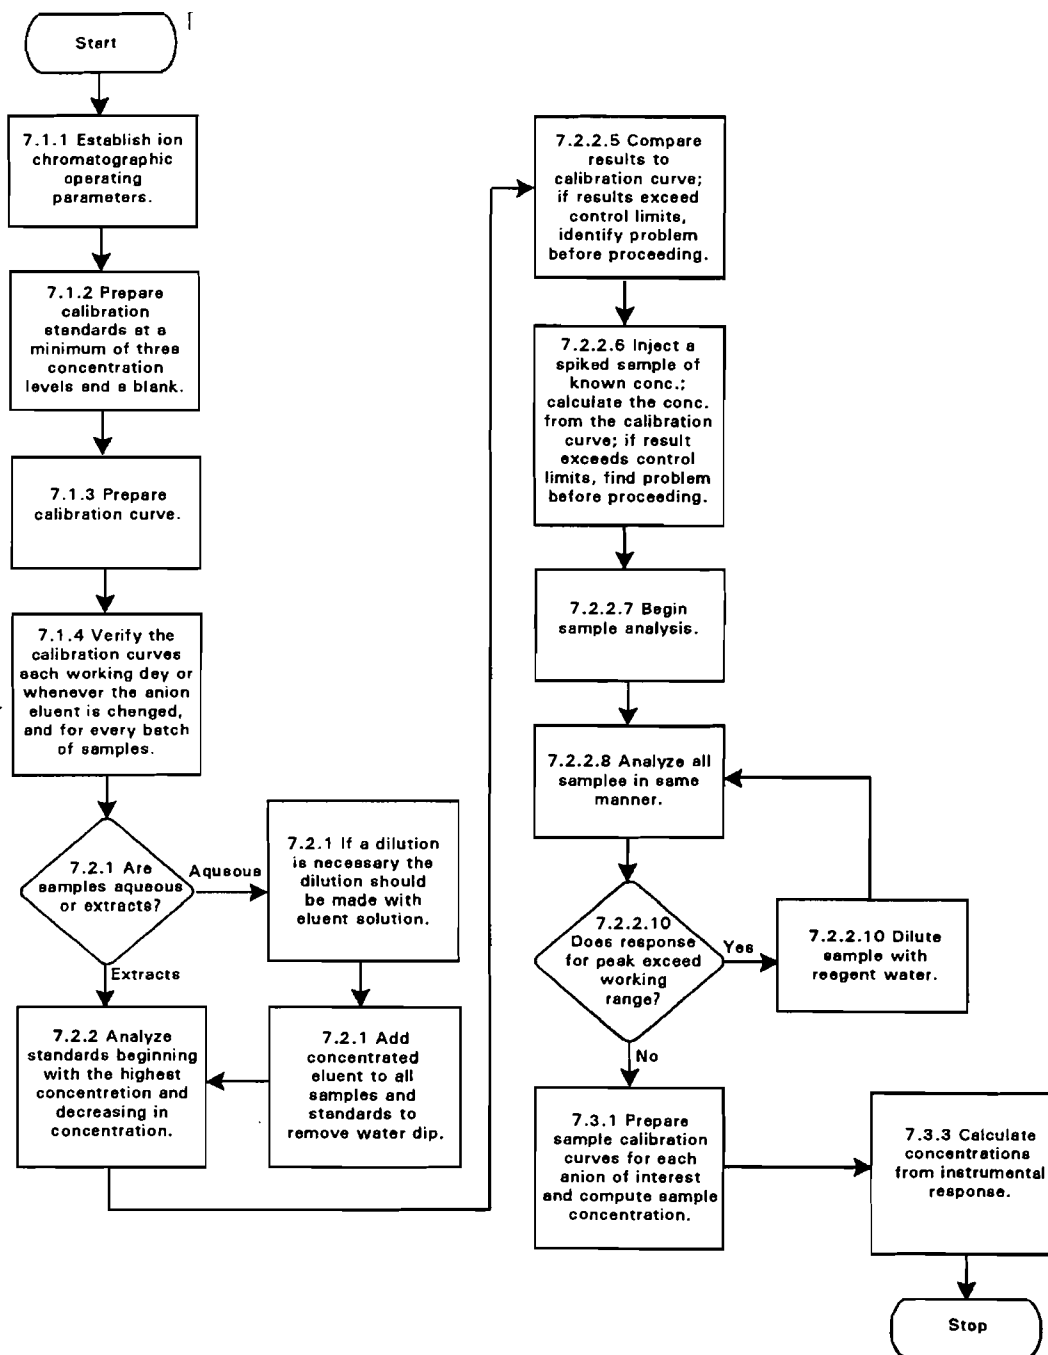 Start
7.1.1 Establish ion
chromatographic
operating
parameters.
7.1.2 Prepare
calibration
standards at a
minimum of three
concentration
levels and a blank.
7.1.3 Prepare
calibration curve.
7.1.4 Verify the
calibration curves
each working day or
whenever the anion
eluent is changed,
and for every batch
of samples.
7.2.1 Are
samples aqueous
or extracts?
Aqueous
Extracts
7.2.1 If a dilution
is necessary the
dilution should
be made with
eluent solution.
7.2.1 Add
concentrated
eluent to all
samples and
standards to
remove water dip.
7.2.2 Analyze
standards beginning
with the highest
concentration and
decreasing in
concentration.
7.2.2.5 Compare
results to
calibration curve;
if results exceed
control limits,
identify problem
before proceeding.
7.2.2.6 Inject a
spiked sample of
known conc.;
calculate the conc.
from the calibration
curve; if result
exceeds control
limits, find problem
before proceeding.
7.2.2.7 Begin
sample analysis.
7.2.2.8 Analyze all
samples in same
manner.
7.2.2.10
Does response
for peak exceed
working
range?
Yes
No
7.2.2.10 Dilute
sample with
reegent water.
7.3.1 Prepare
sample calibration
curves for each
anion of interest
and compute sample
concentration.
7.3.3 Calculate
concentrations
from instrumental
response.
Stop